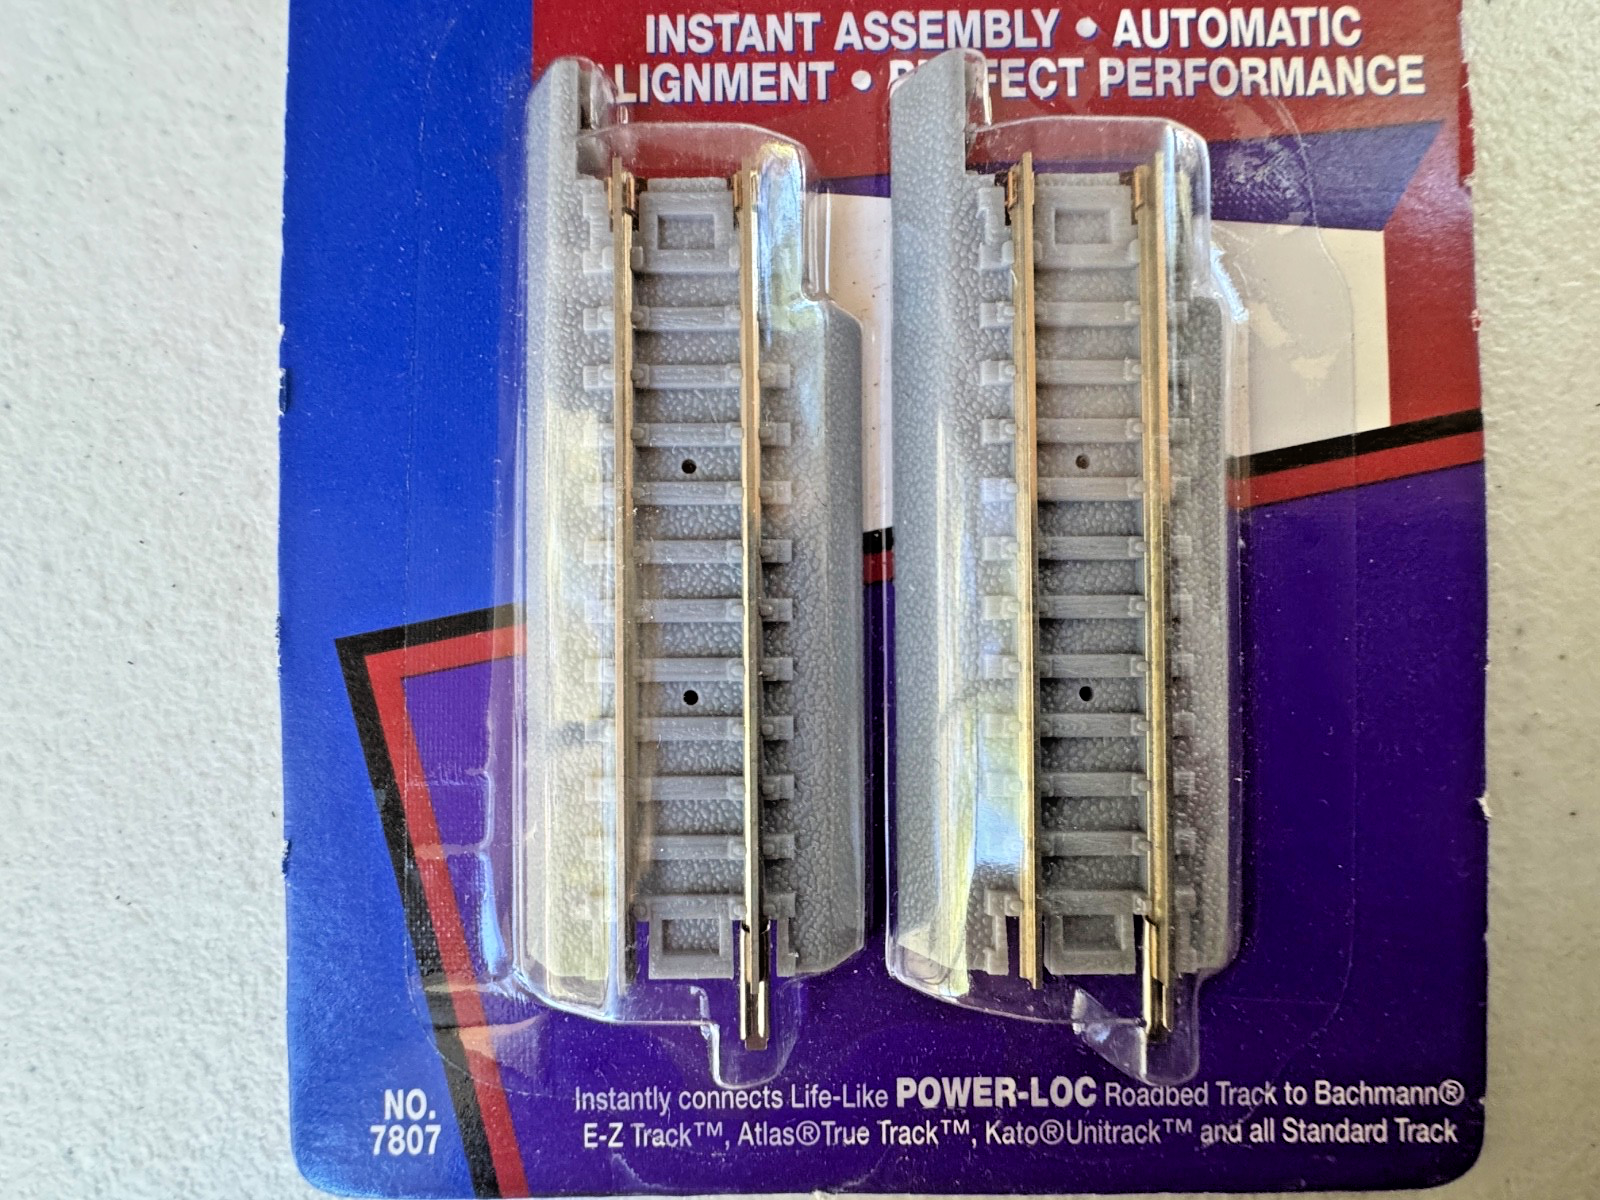 INSTANT ASSEMBLY • AUTOMATIC
ALIGNMENT • PERFECT PERFORMANCE
NO.
7807
Instantly connects Life-Like POWER-LOC Roadbed Track to Bachmann®
E-Z Track™, Atlas®True Track™, Kato®Unitrack™ and all Standard Track